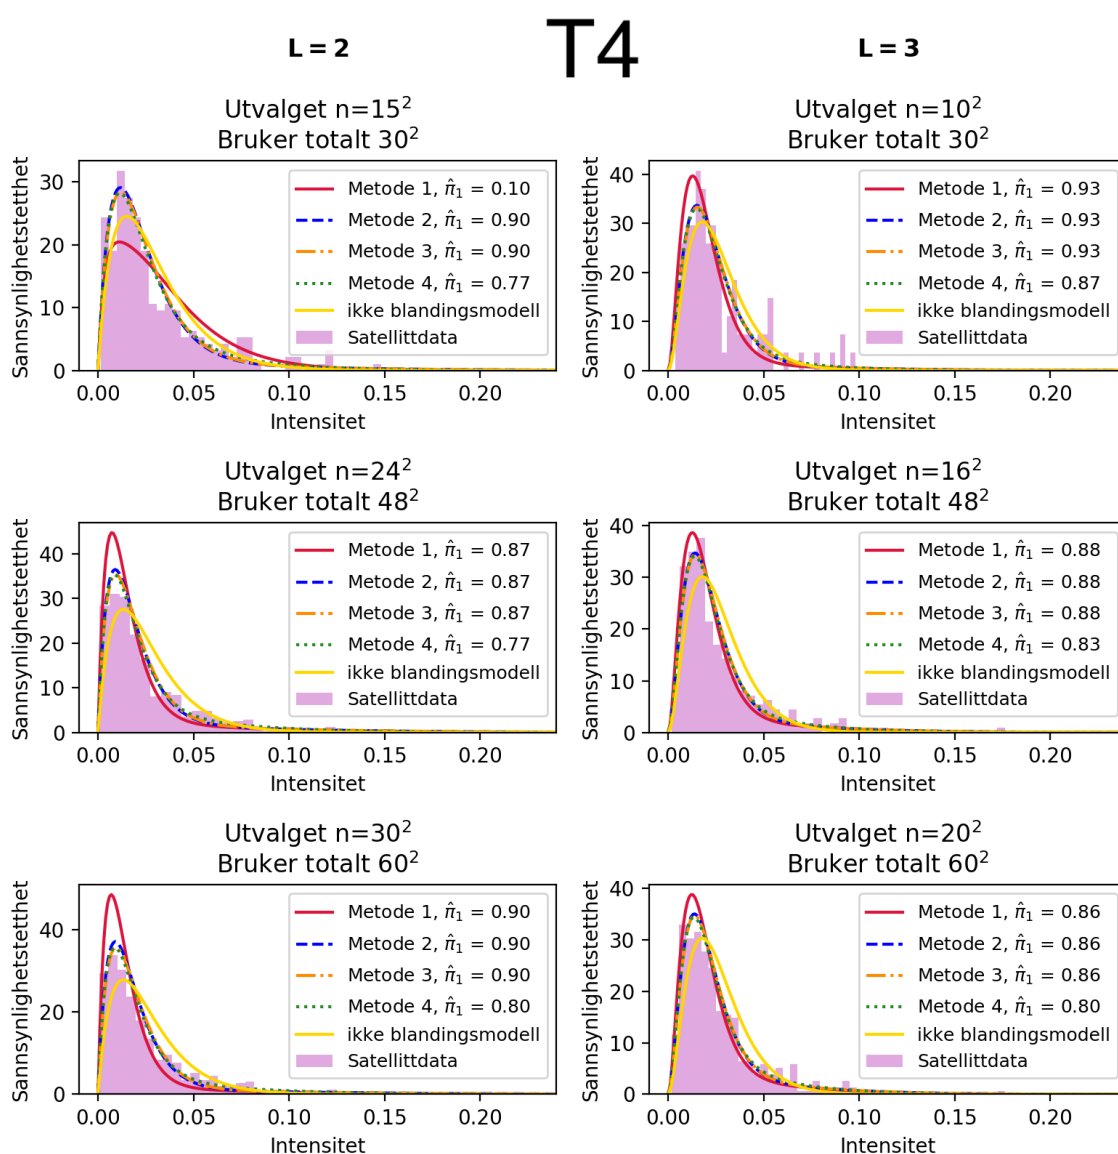 T4
L = 2
L = 3
Utvalget n=15²
Bruker totalt 30²
Sannsynlighetstetthet
30
20
10
0
Metode 1, π̂₁ = 0.10
Metode 2, π̂₁ = 0.90
Metode 3, π̂₁ = 0.90
Metode 4, π̂₁ = 0.77
ikke blandingsmodell
Satellittdata
0.00 0.05 0.10 0.15 0.20
Intensitet
Utvalget n=10²
Bruker totalt 30²
Sannsynlighetstetthet
40
30
20
10
0
Metode 1, π̂₁ = 0.93
Metode 2, π̂₁ = 0.93
Metode 3, π̂₁ = 0.93
Metode 4, π̂₁ = 0.87
ikke blandingsmodell
Satellittdata
0.00 0.05 0.10 0.15 0.20
Intensitet
Utvalget n=24²
Bruker totalt 48²
Sannsynlighetstetthet
40
30
20
10
0
Metode 1, π̂₁ = 0.87
Metode 2, π̂₁ = 0.87
Metode 3, π̂₁ = 0.87
Metode 4, π̂₁ = 0.77
ikke blandingsmodell
Satellittdata
0.00 0.05 0.10 0.15 0.20
Intensitet
Utvalget n=16²
Bruker totalt 48²
Sannsynlighetstetthet
40
30
20
10
0
Metode 1, π̂₁ = 0.88
Metode 2, π̂₁ = 0.88
Metode 3, π̂₁ = 0.88
Metode 4, π̂₁ = 0.83
ikke blandingsmodell
Satellittdata
0.00 0.05 0.10 0.15 0.20
Intensitet
Utvalget n=30²
Bruker totalt 60²
Sannsynlighetstetthet
40
20
0
Metode 1, π̂₁ = 0.90
Metode 2, π̂₁ = 0.90
Metode 3, π̂₁ = 0.90
Metode 4, π̂₁ = 0.80
ikke blandingsmodell
Satellittdata
0.00 0.05 0.10 0.15 0.20
Intensitet
Utvalget n=20²
Bruker totalt 60²
Sannsynlighetstetthet
40
30
20
10
0
Metode 1, π̂₁ = 0.86
Metode 2, π̂₁ = 0.86
Metode 3, π̂₁ = 0.86
Metode 4, π̂₁ = 0.80
ikke blandingsmodell
Satellittdata
0.00 0.05 0.10 0.15 0.20
Intensitet